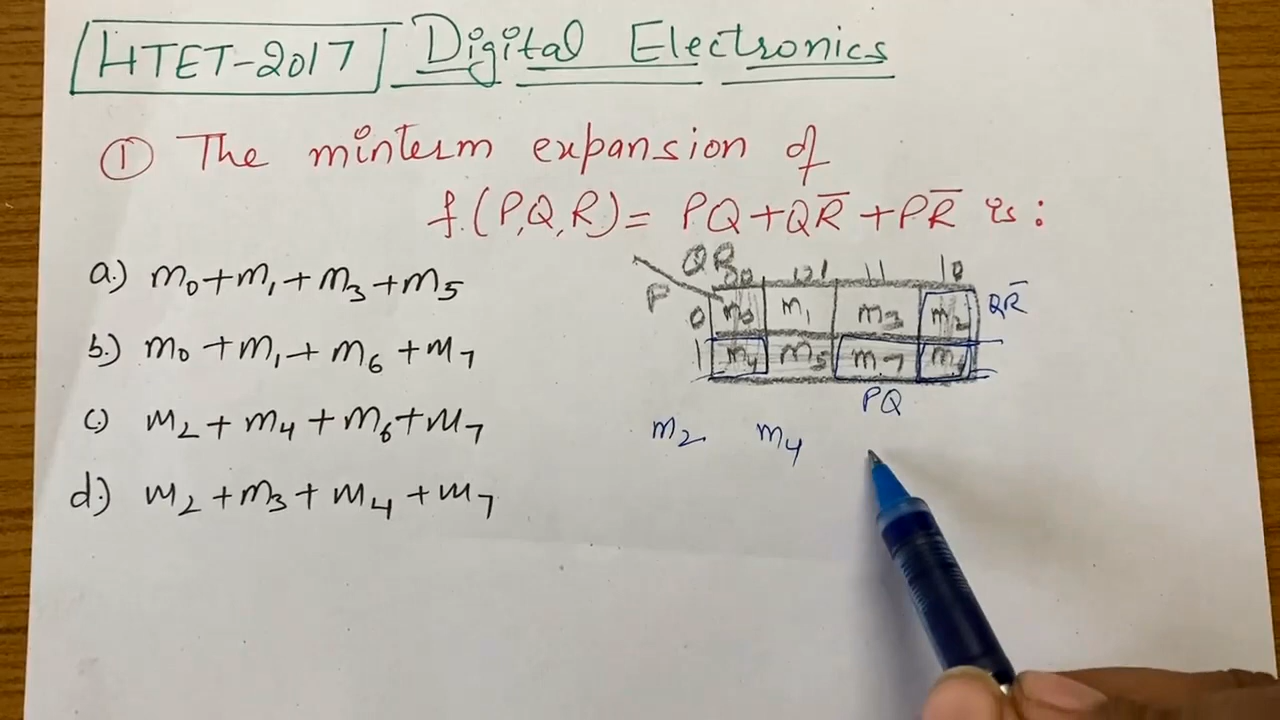 HTET-2017 Digital Electronics
① The minterm expansion of
f.(P,Q,R)= PQ+QR̅+PR̅ is:
a.) m₀+m₁+m₃+m₅
b.) m₀+m₁+m₆+m₇
c.) m₂+m₄+m₆+m₇
d.) m₂+m₃+m₄+m₇
QR
P 00 01 11 10
0 m₀ m₁ m₃ m₂ QR̅
1 m₄ m₅ m₇ m₆
PQ
m₂ m₄